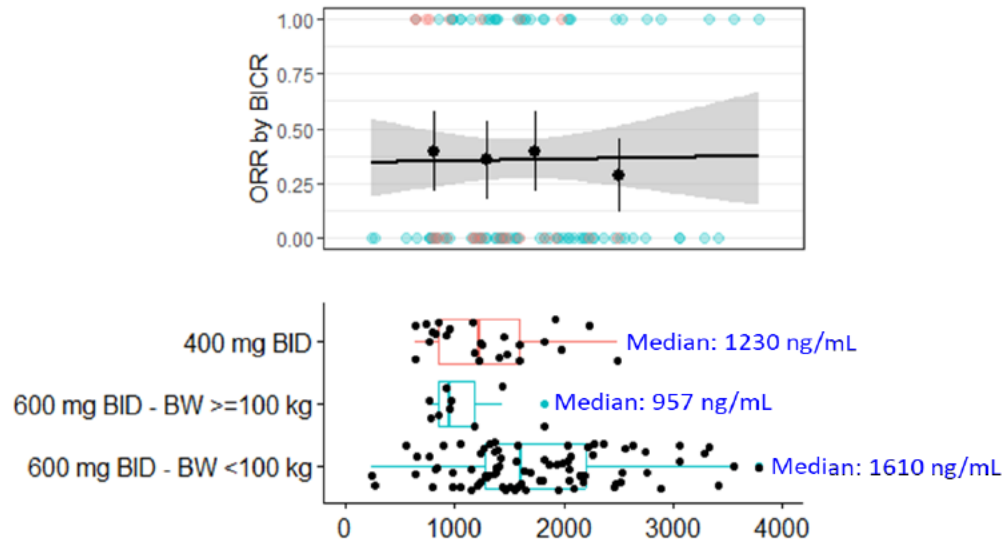 ORR by BICR
1.00
0.75
0.50
0.25
0.00
400 mg BID
Median: 1230 ng/mL
600 mg BID - BW >=100 kg
Median: 957 ng/mL
600 mg BID - BW <100 kg
Median: 1610 ng/mL
0 1000 2000 3000 4000